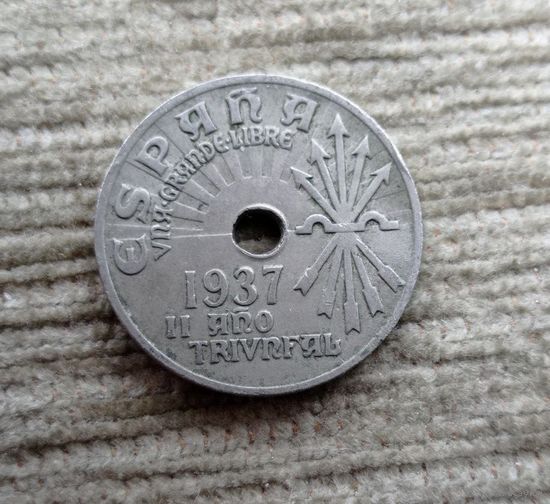 ESPAÑA
VNA·GRANDE·LIBRE
1937
II AÑO
TRIVNFAL